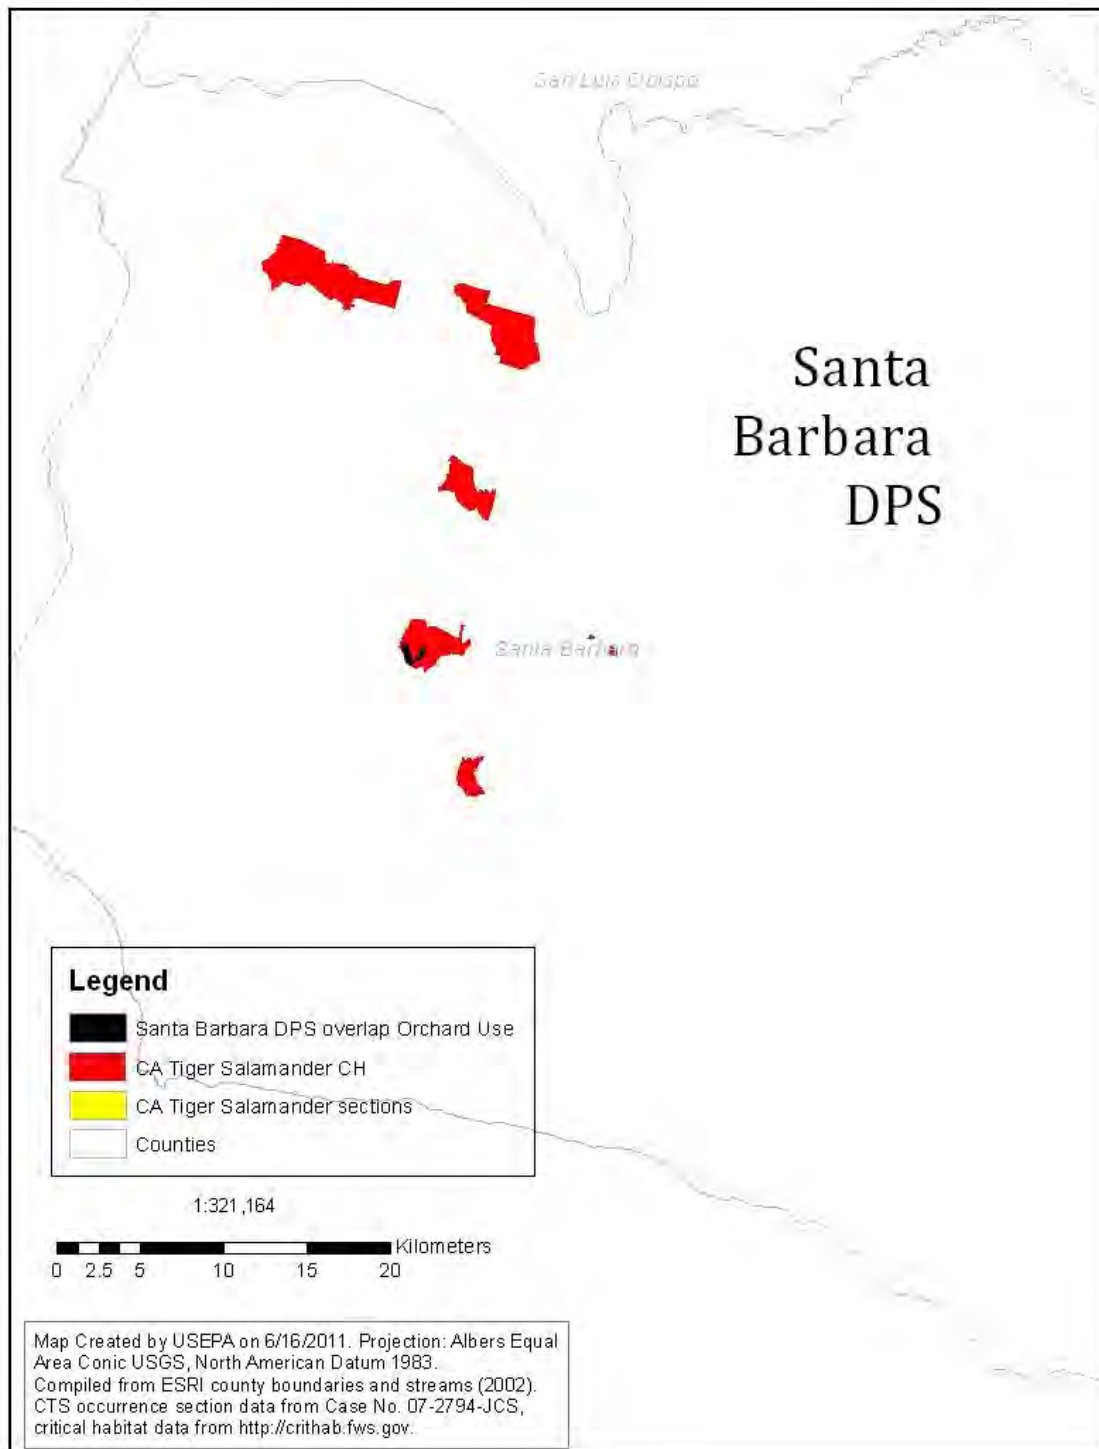 San Luis Obispo
Santa
Barbara
DPS
Santa Barbara
Legend
Santa Barbara DPS overlap Orchard Use
CA Tiger Salamander CH
CA Tiger Salamander sections
Counties
1:321,164
Kilometers
0 2.5 5 10 15 20
Map Created by USEPA on 6/16/2011. Projection: Albers Equal
Area Conic USGS, North American Datum 1983.
Compiled from ESRI county boundaries and streams (2002).
CTS occurrence section data from Case No. 07-2794-JCS,
critical habitat data from http://crithab.fws.gov.